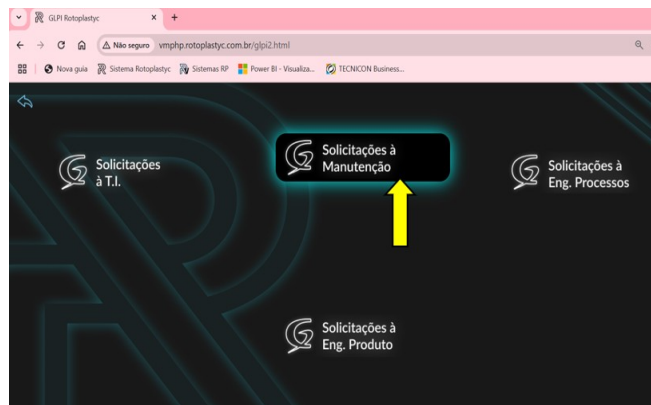 GLPI Rotoplastyc
Não seguro vmphp.rotoplastyc.com.br/glpi2.html
Nova guia Sistema Rotoplastyc Sistemas RP Power BI - Visualiza... TECNICON Business...
Solicitações
à T.I.
Solicitações à
Manutenção
Solicitações à
Eng. Processos
Solicitações à
Eng. Produto